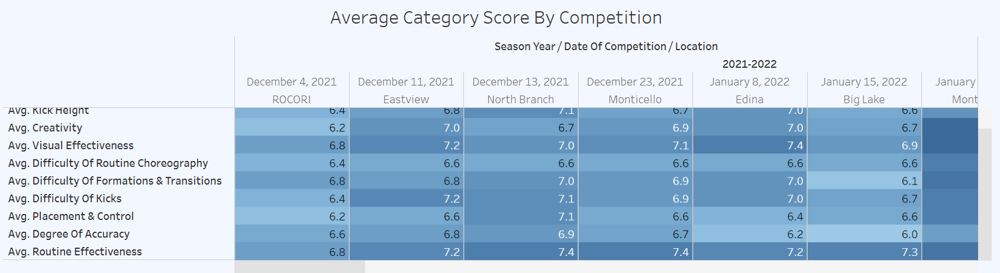 Average Category Score By Competition
Season Year / Date Of Competition / Location
2021-2022
December 4, 2021 December 11, 2021 December 13, 2021 December 23, 2021 January 8, 2022 January 15, 2022 January
ROCORI Eastview North Branch Monticello Edina Big Lake Mont
Avg. Kick Height 6.4 6.8 7.1 6.7 7.0 6.6
Avg. Creativity 6.2 7.0 6.7 6.9 7.0 6.7
Avg. Visual Effectiveness 6.8 7.2 7.0 7.1 7.4 6.9
Avg. Difficulty Of Routine Choreography 6.4 6.6 6.6 6.6 6.6 6.6
Avg. Difficulty Of Formations & Transitions 6.8 6.8 7.0 6.9 7.0 6.1
Avg. Difficulty Of Kicks 6.4 7.2 7.1 6.9 7.0 6.7
Avg. Placement & Control 6.2 6.6 7.1 6.6 6.4 6.6
Avg. Degree Of Accuracy 6.6 6.8 6.9 6.7 6.2 6.0
Avg. Routine Effectiveness 6.8 7.2 7.4 7.4 7.2 7.3